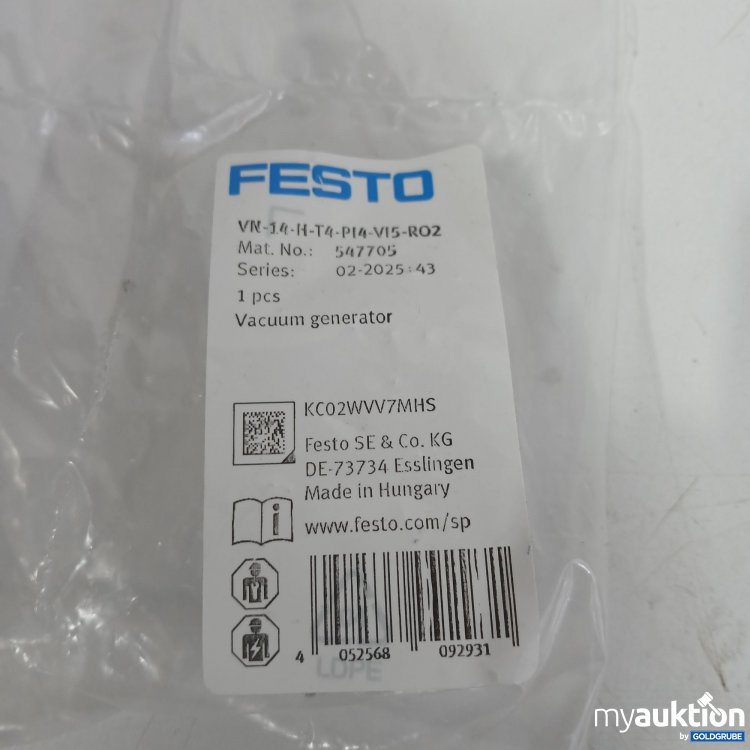 FESTO
VN-14-H-T4-PI4-VI5-RO2
Mat. No.: 547705
Series: 02-2025:43
1 pcs
Vacuum generator
KC02WVV7MHS
Festo SE & Co. KG
DE-73734 Esslingen
Made in Hungary
www.festo.com/sp
4 052568 092931
LDPE
myauktion
by GOLDGRUBE